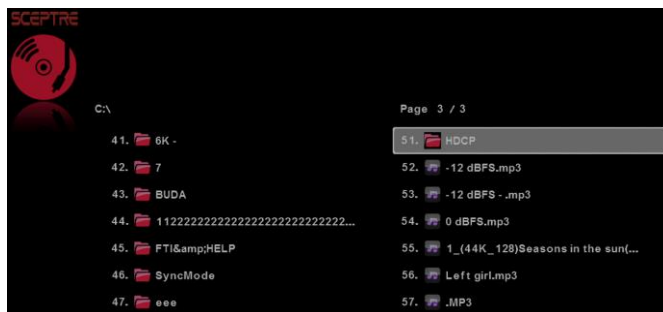 SCEPTRE
C:\
Page 3 / 3
41. 6K -
42. 7
43. BUDA
44. 1122222222222222222222222222...
45. FTI&amp;HELP
46. SyncMode
47. eee
51. HDCP
52. -12 dBFS.mp3
53. -12 dBFS - .mp3
54. 0 dBFS.mp3
55. 1_(44K_128)Seasons in the sun(...
56. Left girl.mp3
57. .MP3